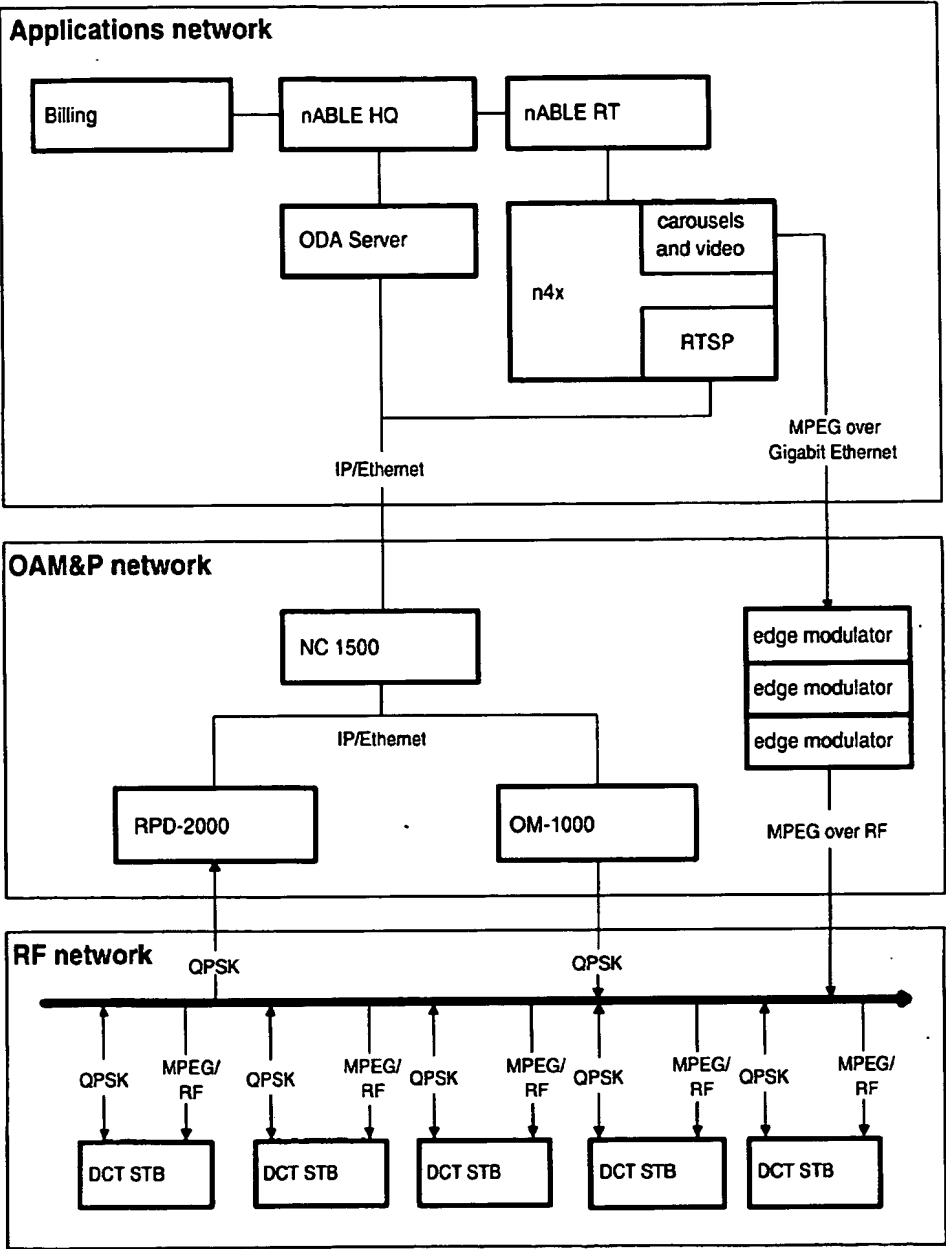 Applications network
Billing
nABLE HQ
nABLE RT
ODA Server
carousels
and video
n4x
RTSP
MPEG over
Gigabit Ethernet
IP/Ethernet
OAM&P network
NC 1500
edge modulator
edge modulator
edge modulator
IP/Ethernet
RPD-2000
OM-1000
MPEG over RF
RF network
QPSK
QPSK
QPSK
MPEG/
RF
QPSK
MPEG/
RF
QPSK
MPEG/
RF
QPSK
MPEG/
RF
QPSK
MPEG/
RF
DCT STB
DCT STB
DCT STB
DCT STB
DCT STB